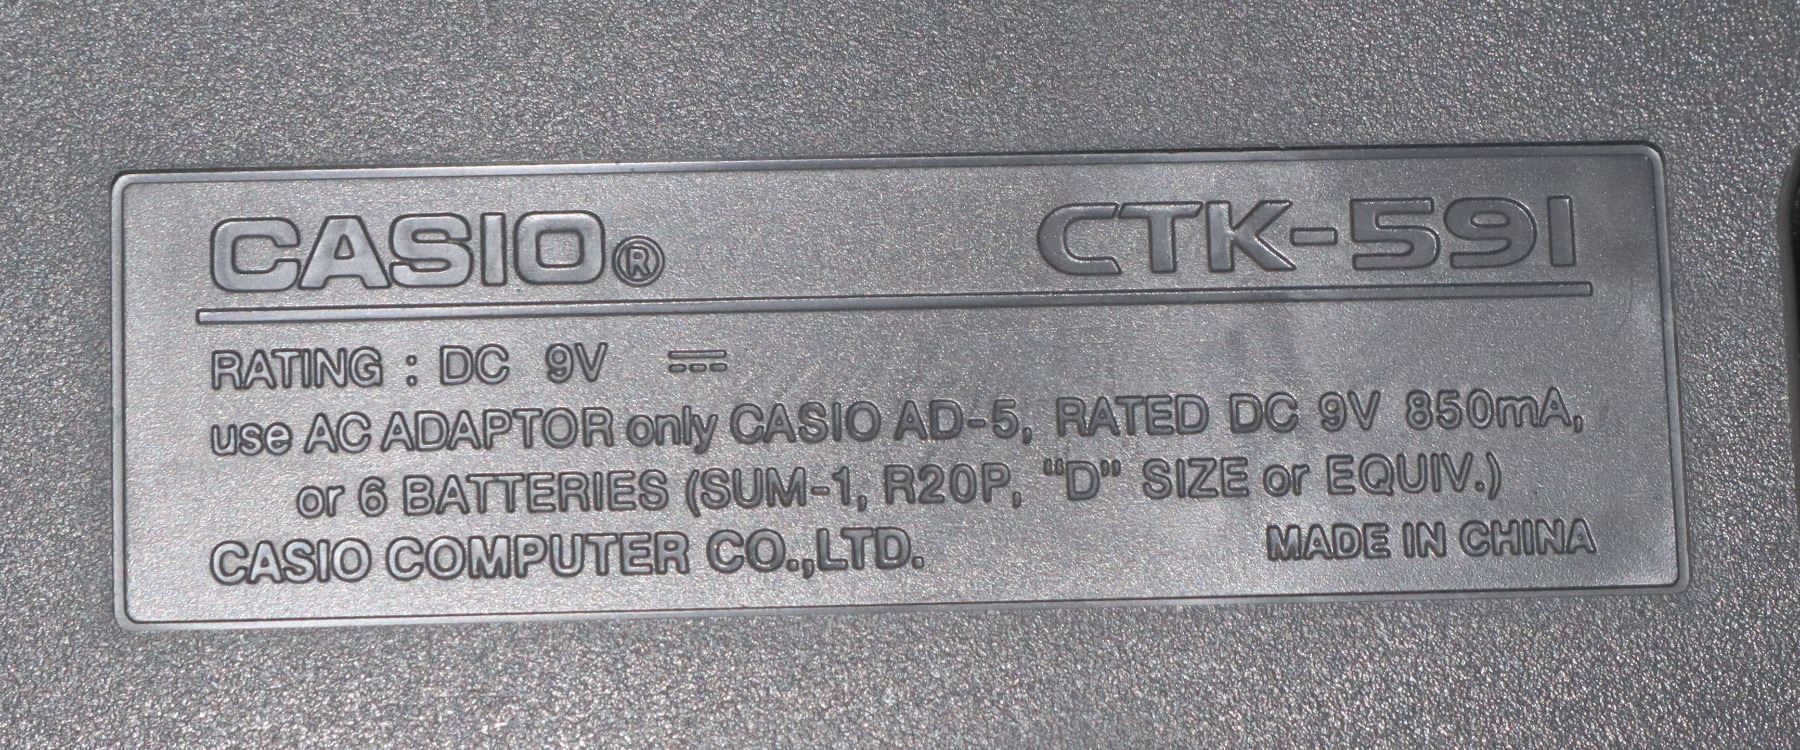 CASIO® CTK-591
RATING : DC 9V ⎓
use AC ADAPTOR only CASIO AD-5, RATED DC 9V 850mA,
or 6 BATTERIES (SUM-1, R20P, "D" SIZE or EQUIV.)
CASIO COMPUTER CO.,LTD. MADE IN CHINA